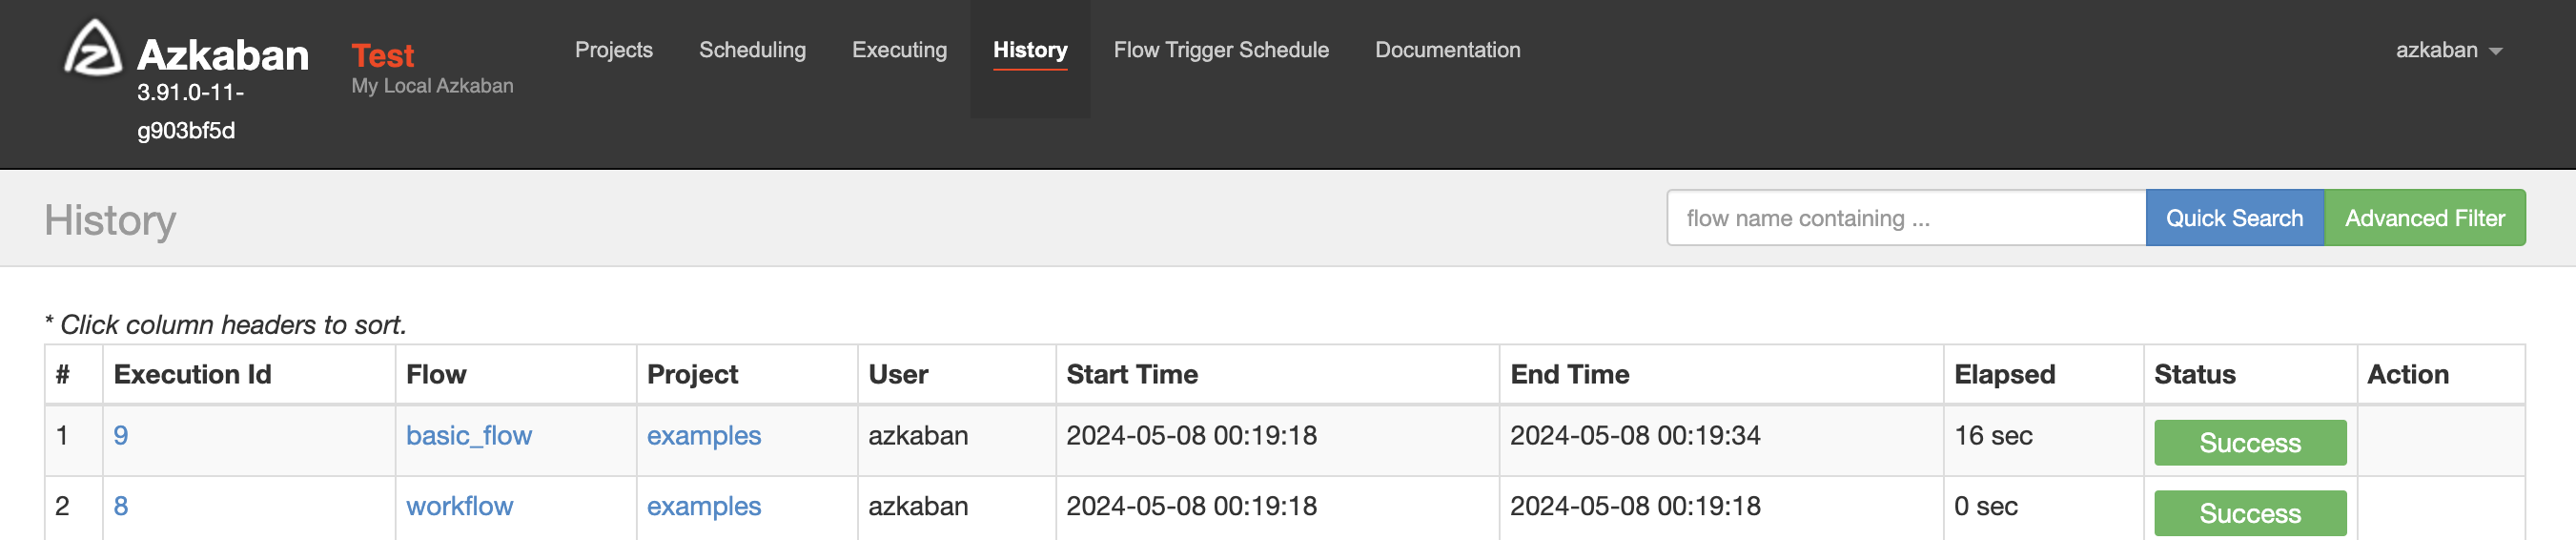 Azkaban
3.91.0-11-
g903bf5d
Test
My Local Azkaban
Projects Scheduling Executing History Flow Trigger Schedule Documentation azkaban
History
flow name containing ... Quick Search Advanced Filter
* Click column headers to sort.
# Execution Id Flow Project User Start Time End Time Elapsed Status Action
1 9 basic_flow examples azkaban 2024-05-08 00:19:18 2024-05-08 00:19:34 16 sec Success
2 8 workflow examples azkaban 2024-05-08 00:19:18 2024-05-08 00:19:18 0 sec Success